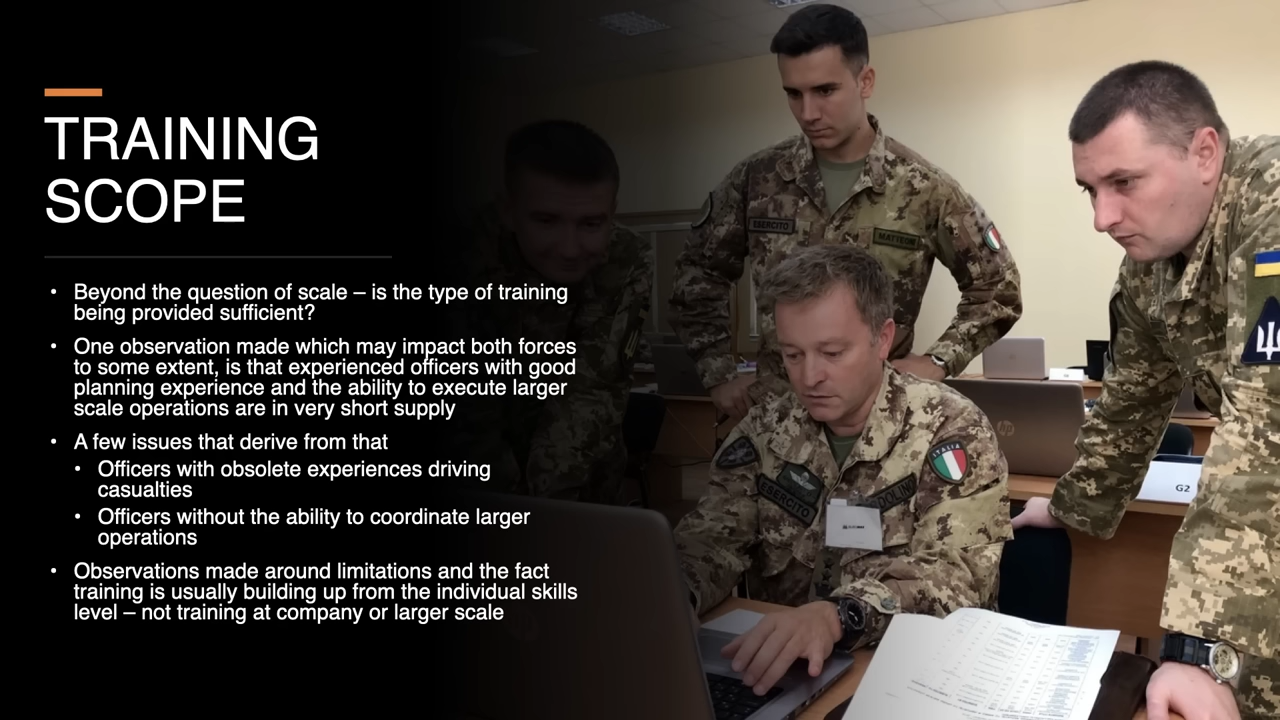 TRAINING
SCOPE
• Beyond the question of scale – is the type of training
being provided sufficient?
• One observation made which may impact both forces
to some extent, is that experienced officers with good
planning experience and the ability to execute larger
scale operations are in very short supply
• A few issues that derive from that
• Officers with obsolete experiences driving
casualties
• Officers without the ability to coordinate larger
operations
• Observations made around limitations and the fact
training is usually building up from the individual skills
level – not training at company or larger scale
ESERCITO
ITALIA
ESERCITO
hp
G2